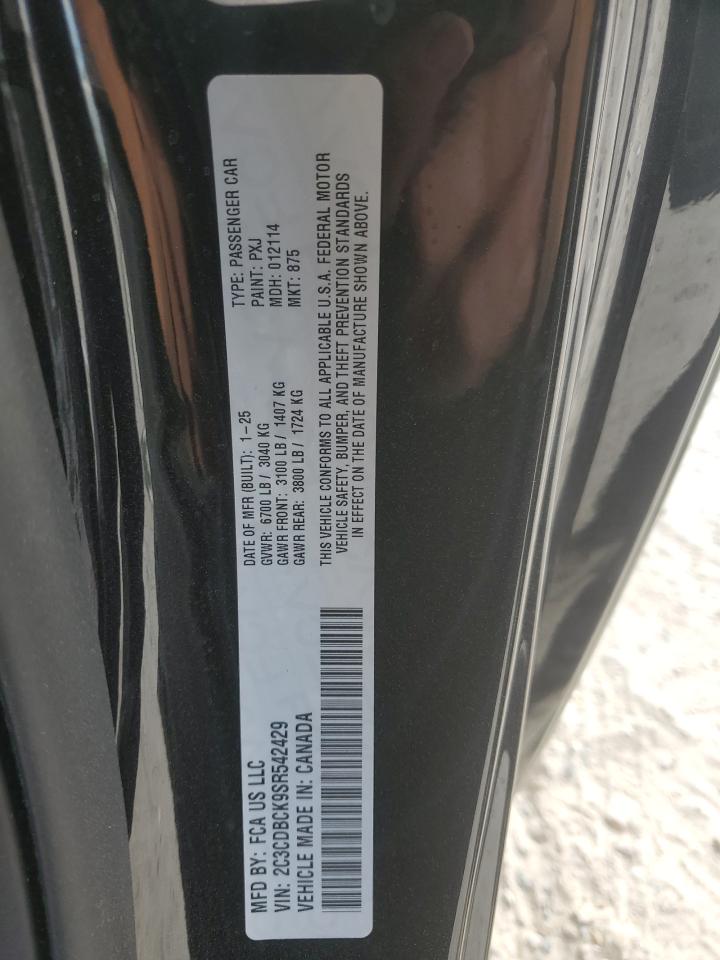 MFD BY: FCA US LLC
VIN: 2C3CDBCK9SR542429
VEHICLE MADE IN: CANADA
DATE OF MFR (BUILT): 1-25
GVWR: 6700 LB / 3040 KG
GAWR FRONT: 3100 LB / 1407 KG
GAWR REAR: 3800 LB / 1724 KG
TYPE: PASSENGER CAR
PAINT: PXJ
MDH: 012114
MKT: 875
THIS VEHICLE CONFORMS TO ALL APPLICABLE U.S.A. FEDERAL MOTOR
VEHICLE SAFETY, BUMPER, AND THEFT PREVENTION STANDARDS
IN EFFECT ON THE DATE OF MANUFACTURE SHOWN ABOVE.